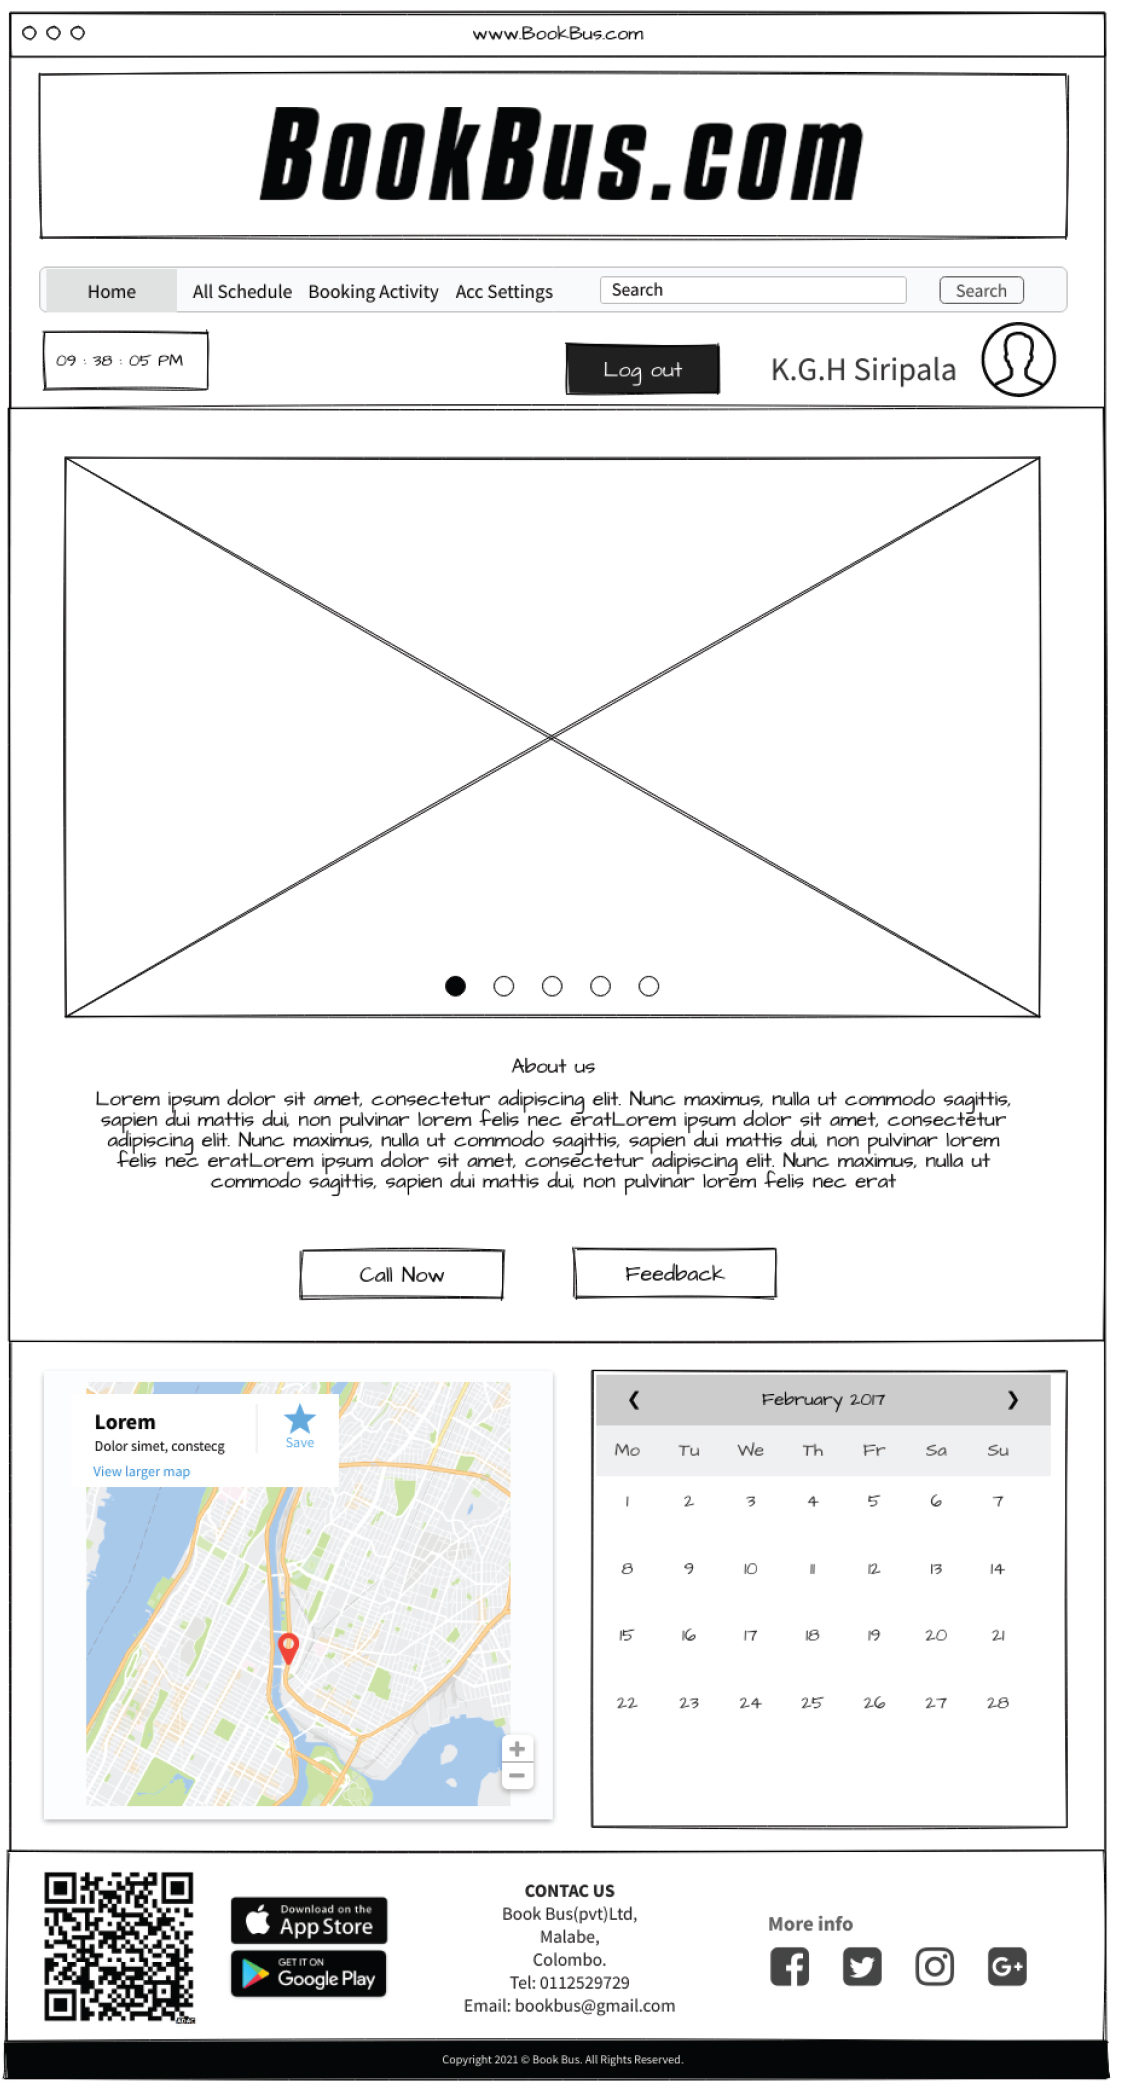 www.BookBus.com
BookBus.com
Home All Schedule Booking Activity Acc Settings Search Search
09 : 38 : 05 PM
Log out
K.G.H Siripala
About us
Lorem ipsum dolor sit amet, consectetur adipiscing elit. Nunc maximus, nulla ut commodo sagittis,
sapien dui mattis dui, non pulvinar lorem felis nec eratLorem ipsum dolor sit amet, consectetur
adipiscing elit. Nunc maximus, nulla ut commodo sagittis, sapien dui mattis dui, non pulvinar lorem
felis nec eratLorem ipsum dolor sit amet, consectetur adipiscing elit. Nunc maximus, nulla ut
commodo sagittis, sapien dui mattis dui, non pulvinar lorem felis nec erat
Call Now
Feedback
Lorem
Dolor simet, constecg
View larger map
Save
February 2017
Mo Tu We Th Fr Sa Su
1 2 3 4 5 6 7
8 9 10 11 12 13 14
15 16 17 18 19 20 21
22 23 24 25 26 27 28
Download on the
App Store
GET IT ON
Google Play
CONTAC US
Book Bus(pvt)Ltd,
Malabe,
Colombo.
Tel: 0112529729
Email: bookbus@gmail.com
More info
G+
Copyright 2021 © Book Bus. All Rights Reserved.